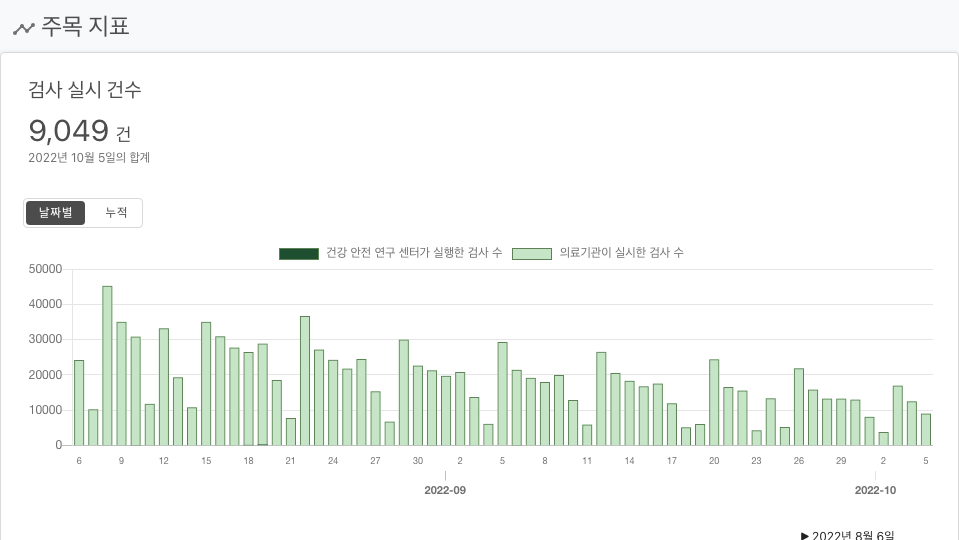 주목 지표
검사 실시 건수
9,049 건
2022년 10월 5일의 합계
날짜별 누적
건강 안전 연구 센터가 실행한 검사 수 의료기관이 실시한 검사 수
50000
40000
30000
20000
10000
0
6 9 12 15 18 21 24 27 30 2 5 8 11 14 17 20 23 26 29 2 5
2022-09 2022-10
▶ 2022년 8월 6일